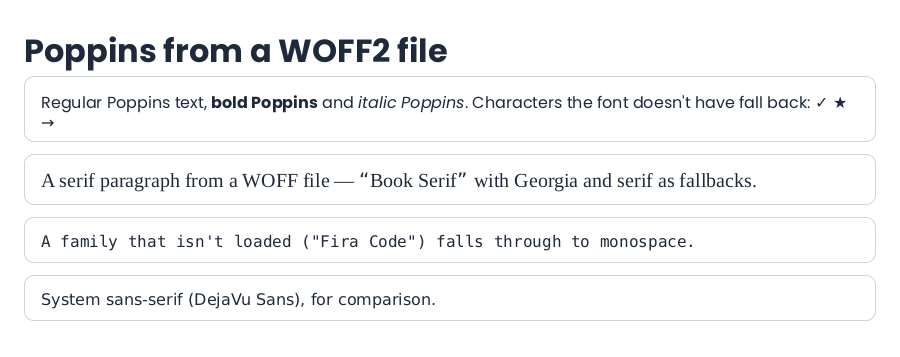 Poppins from a WOFF2 file
Regular Poppins text, bold Poppins and italic Poppins. Characters the font doesn't have fall back: ✓ ★
→
A serif paragraph from a WOFF file — “Book Serif” with Georgia and serif as fallbacks.
A family that isn't loaded ("Fira Code") falls through to monospace.
System sans-serif (DejaVu Sans), for comparison.